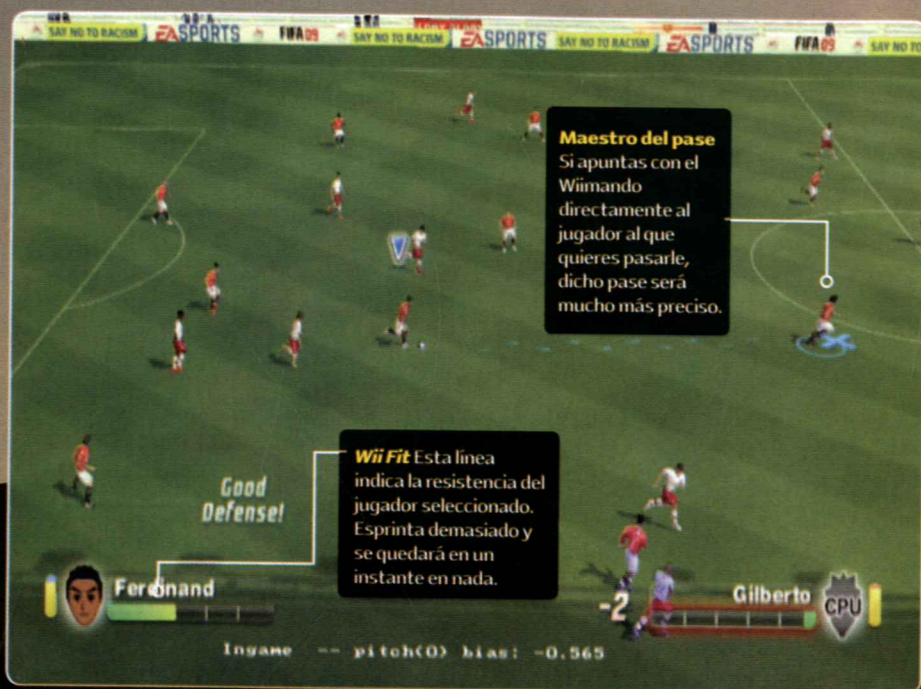 SAY NO TO RACISM EA SPORTS FIFA 09 SAY NO TO RACISM EA SPORTS SAY NO TO RACISM EA SPORTS FIFA 09 SAY NO TO
Maestro del pase
Si apuntas con el
Wiimando
directamente al
jugador al que
quieres pasarle,
dicho pase será
mucho más preciso.
Wii Fit Esta línea
indica la resistencia del
jugador seleccionado.
Esprinta demasiado y
se quedará en un
instante en nada.
Good
Defense!
Ferdinand
-2
Gilberto
CPU
Ingame -- pitch(0) bias: -0.565